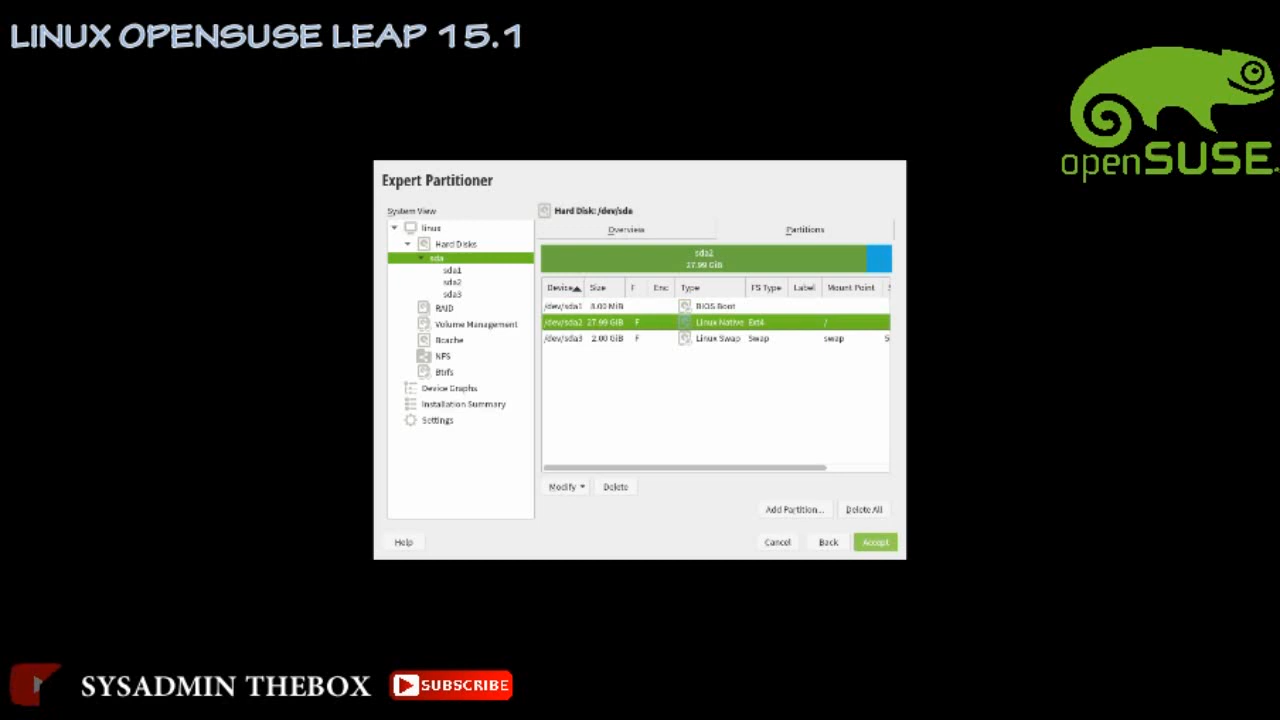 LINUX OPENSUSE LEAP 15.1
openSUSE.
Expert Partitioner
System View
linux
Hard Disks
sda
sda1
sda2
sda3
RAID
Volume Management
Bcache
NFS
Btrfs
Device Graphs
Installation Summary
Settings
Hard Disk: /dev/sda
Overview Partitions
sda2
27.99 GiB
Device Size F Enc Type FS Type Label Mount Point S
/dev/sda1 8.00 MiB BIOS Boot
/dev/sda2 27.99 GiB F Linux Native Ext4 /
/dev/sda3 2.00 GiB F Linux Swap Swap swap S
Modify Delete
Add Partition... Delete All
Help Cancel Back Accept
SYSADMIN THEBOX SUBSCRIBE